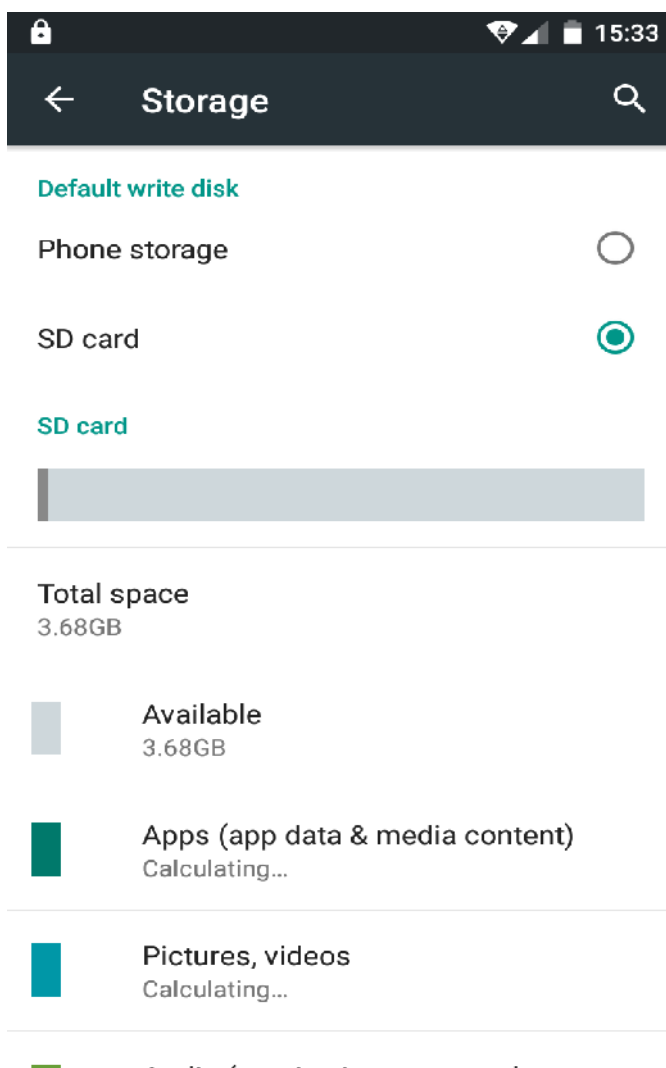 15:33
Storage
Default write disk
Phone storage
SD card
SD card
Total space
3.68GB
Available
3.68GB
Apps (app data & media content)
Calculating...
Pictures, videos
Calculating...